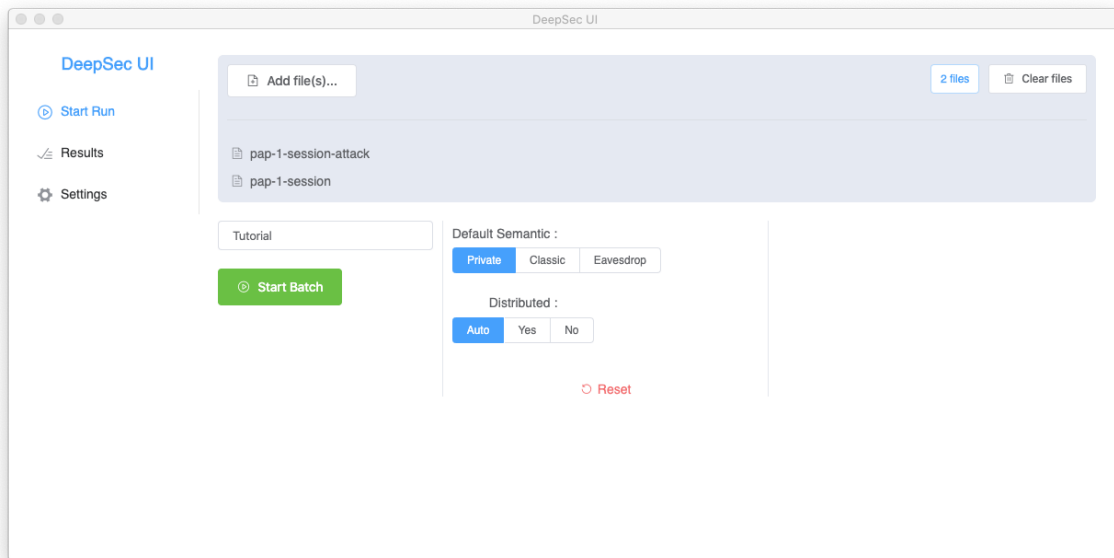 DeepSec UI
DeepSec UI
Start Run
Results
Settings
Add file(s)...
2 files
Clear files
pap-1-session-attack
pap-1-session
Tutorial
Start Batch
Default Semantic :
Private Classic Eavesdrop
Distributed :
Auto Yes No
Reset